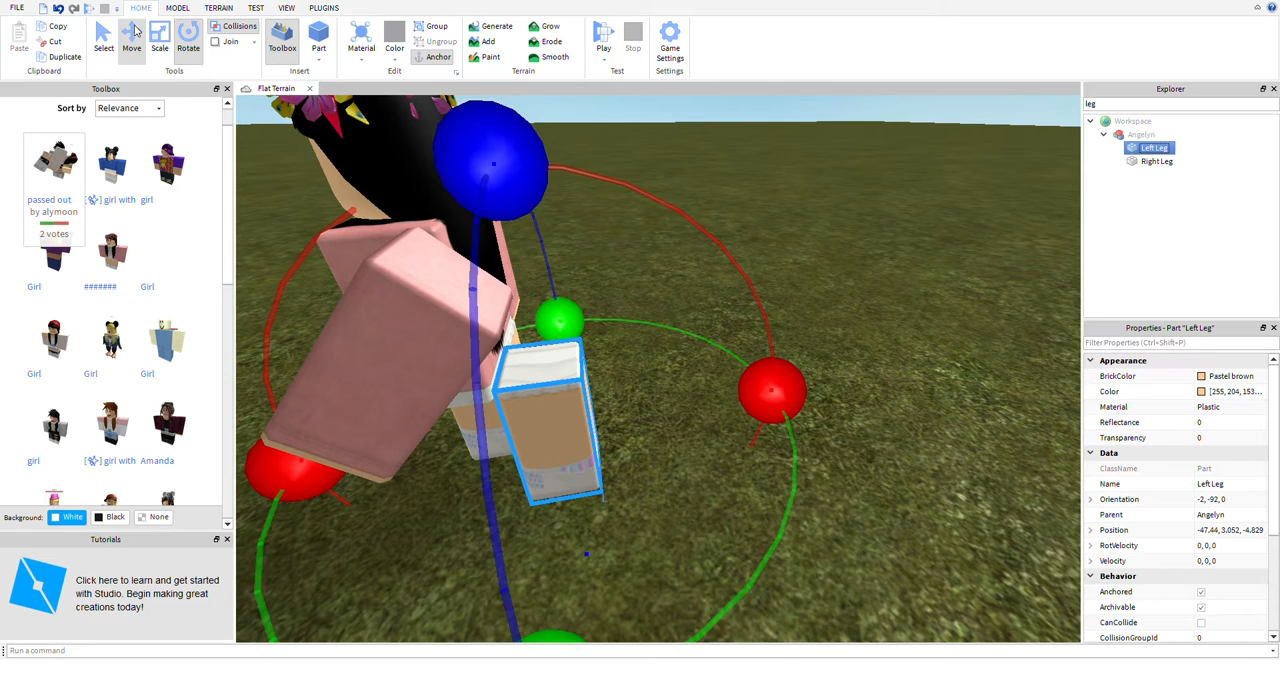 FILE HOME MODEL TERRAIN TEST VIEW PLUGINS
Paste Copy Cut Duplicate Clipboard
Select Move Scale Rotate Collisions Join Tools
Toolbox Part Insert
Material Color Group Ungroup Anchor Edit
Generate Add Paint Grow Erode Smooth Terrain
Play Stop Test
Game Settings Settings
Toolbox
Sort by Relevance
passed out [ ] girl with girl
by alymoon
2 votes
Girl ####### Girl
Girl Girl Girl
girl [ ] girl with Amanda
Background: White Black None
Tutorials
Click here to learn and get started
with Studio. Begin making great
creations today!
Run a command
Flat Terrain
Explorer
leg
Workspace
Angelyn
Left Leg
Right Leg
Properties - Part "Left Leg"
Filter Properties (Ctrl+Shift+P)
Appearance
BrickColor Pastel brown
Color [255, 204, 153...
Material Plastic
Reflectance 0
Transparency 0
Data
ClassName Part
Name Left Leg
Orientation -2, -92, 0
Parent Angelyn
Position -47.44, 3.052, -4.829
RotVelocity 0, 0, 0
Velocity 0, 0, 0
Behavior
Anchored
Archivable
CanCollide
CollisionGroupId 0